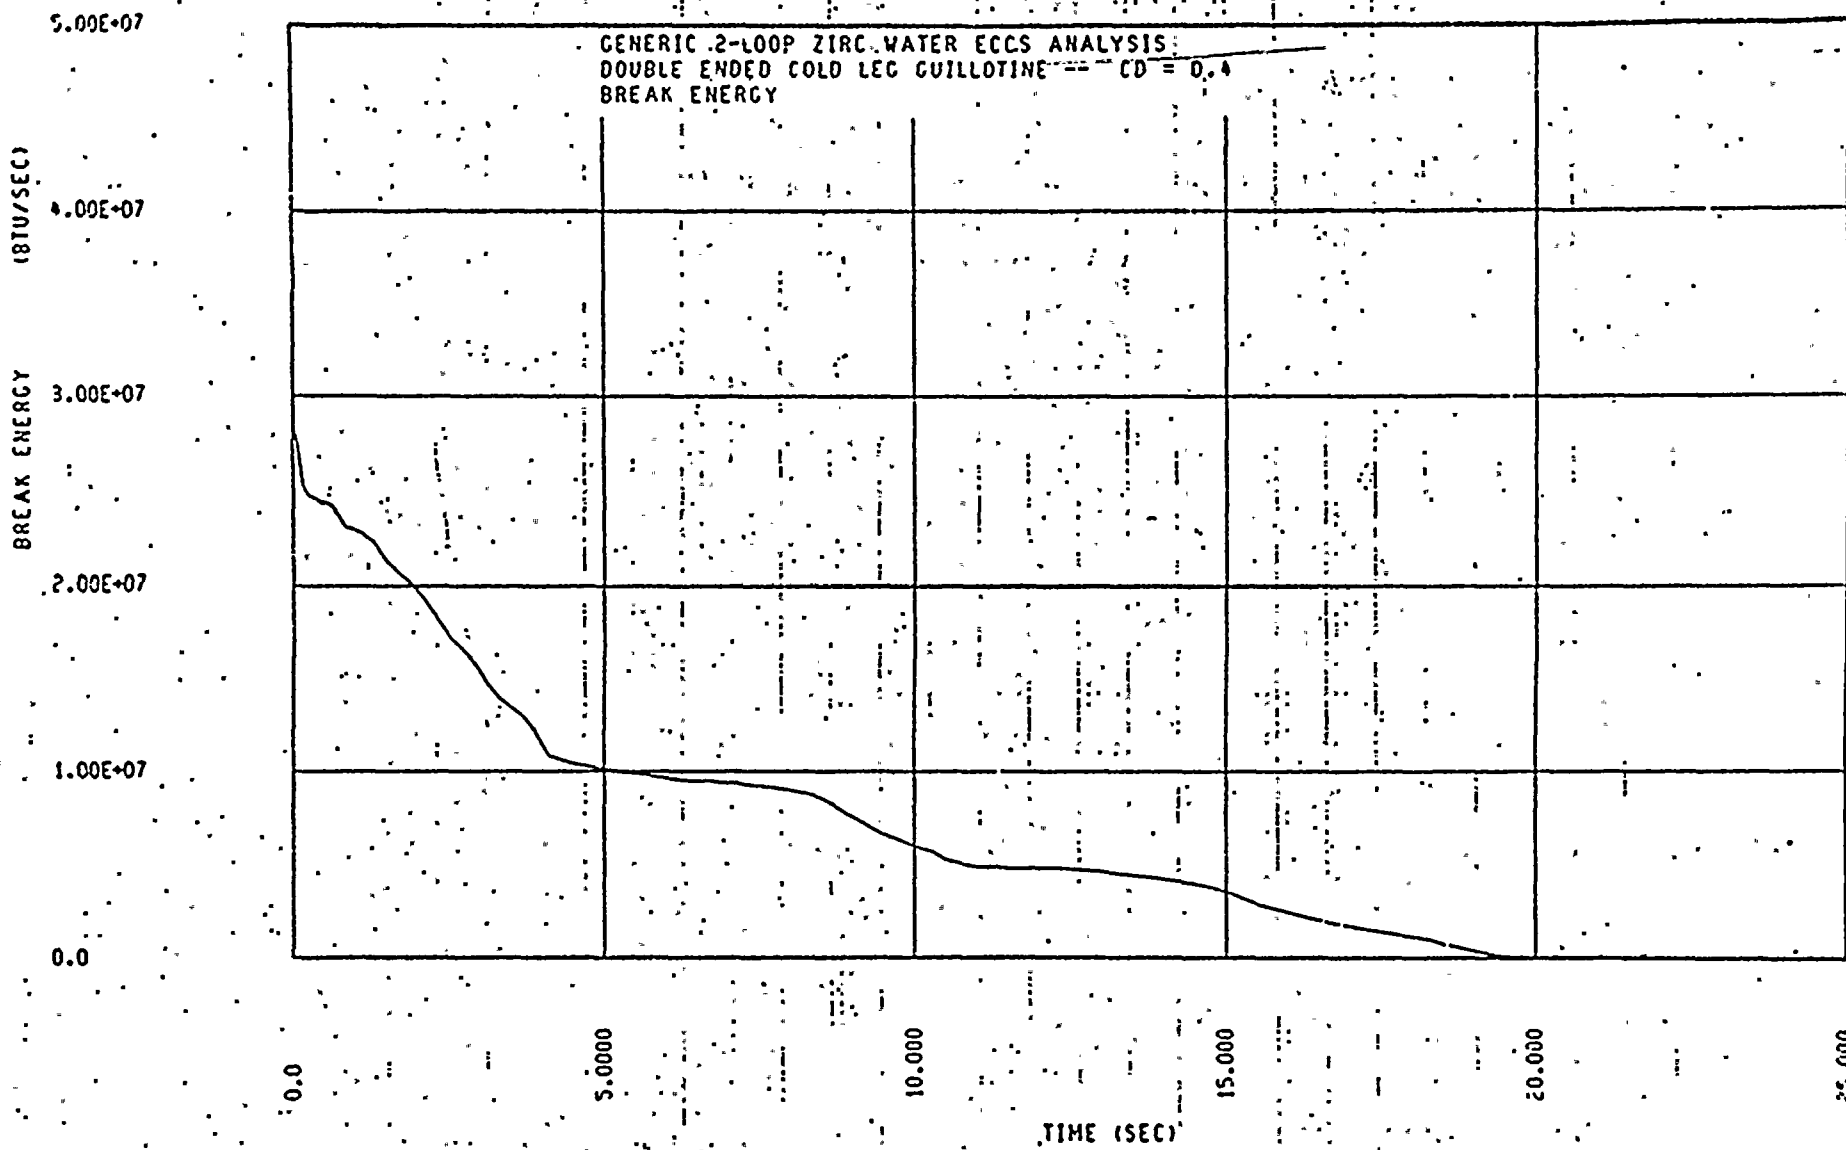 GENERIC 2-LOOP ZIRC WATER ECCS ANALYSIS
DOUBLE ENDED COLD LEG GUILLOTINE -- CD = 0.4
BREAK ENERGY
BREAK ENERGY (BTU/SEC)
5.00E+07
4.00E+07
3.00E+07
2.00E+07
1.00E+07
0.0
0.0
5.0000
10.000
15.000
20.000
TIME (SEC)